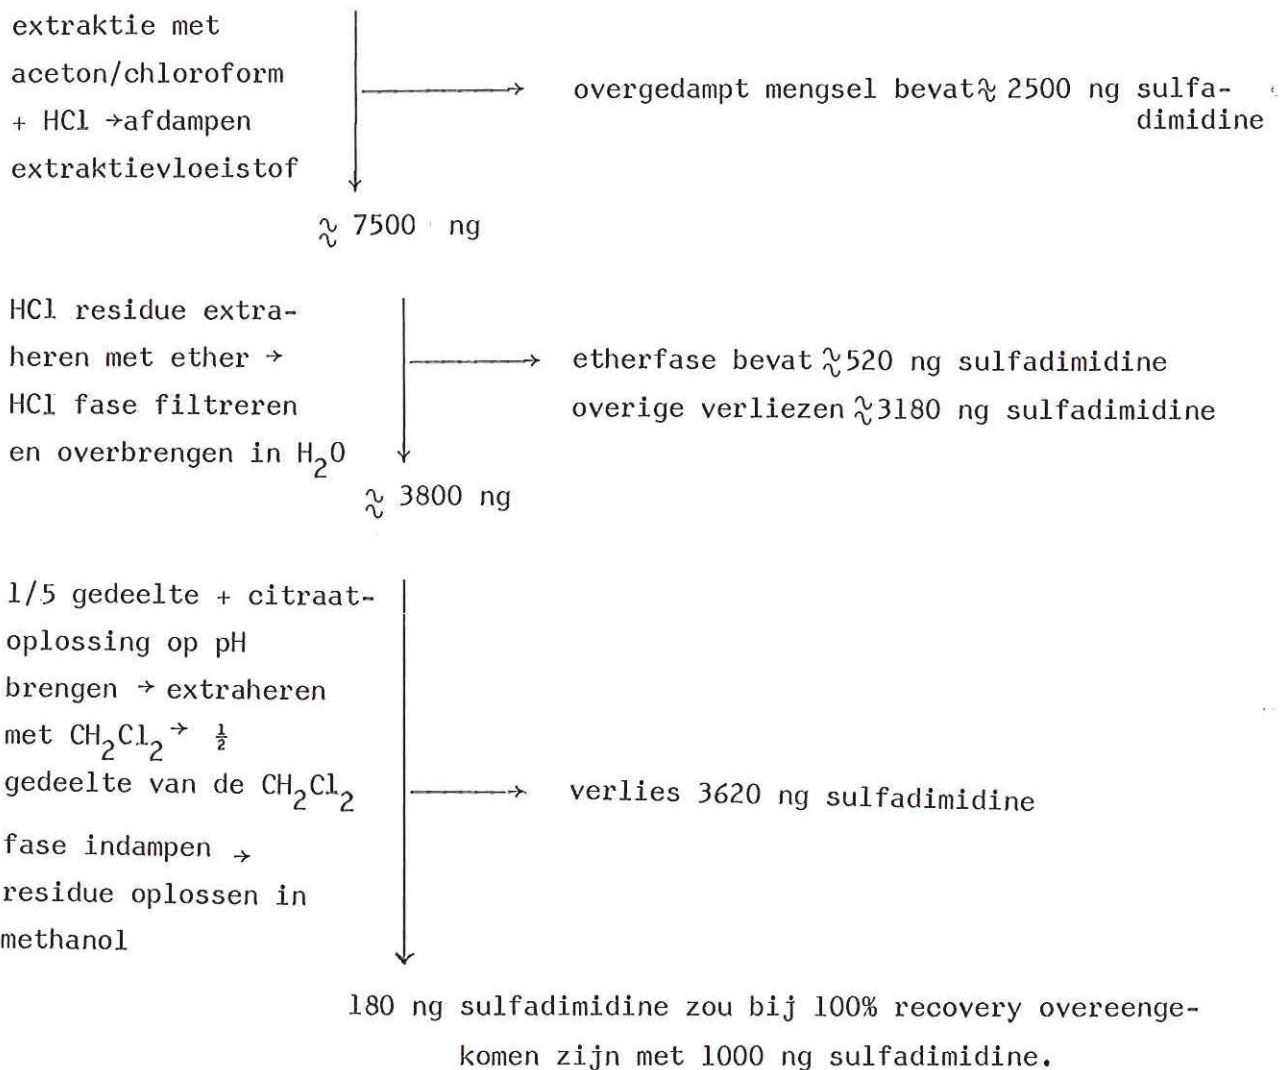 extraktie met
aceton/chloroform
+ HCl →afdampen
extraktievloeistof
overgedampt mengsel bevat ≈ 2500 ng sulfa-
dimidine
≈ 7500 ng
HCl residue extra-
heren met ether →
HCl fase filtreren
en overbrengen in H₂O
etherfase bevat ≈ 520 ng sulfadimidine
overige verliezen ≈ 3180 ng sulfadimidine
≈ 3800 ng
1/5 gedeelte + citraat-
oplossing op pH
brengen → extraheren
met CH₂Cl₂ → ½
gedeelte van de CH₂Cl₂
fase indampen →
residue oplossen in
methanol
verlies 3620 ng sulfadimidine
180 ng sulfadimidine zou bij 100% recovery overeenge-
komen zijn met 1000 ng sulfadimidine.